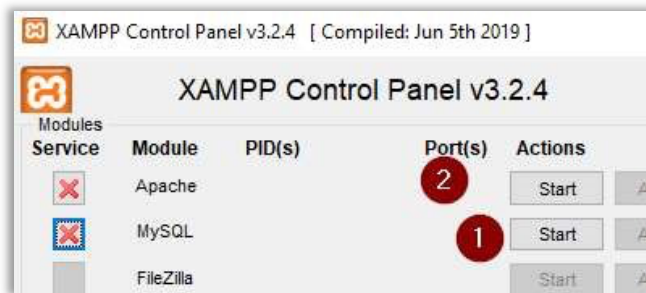 XAMPP Control Panel v3.2.4 [ Compiled: Jun 5th 2019 ]
XAMPP Control Panel v3.2.4
Modules
Service Module PID(s) Port(s) Actions
Apache 2 Start A
MySQL 1 Start A
FileZilla Start A